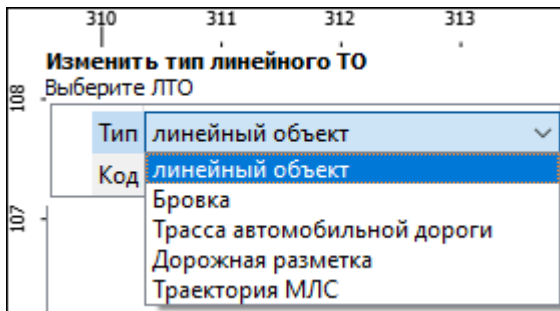 310 311 312 313
Изменить тип линейного ТО
Выберите ЛТО
108
Тип линейный объект
Код линейный объект
Бровка
107
Трасса автомобильной дороги
Дорожная разметка
Траектория МЛС